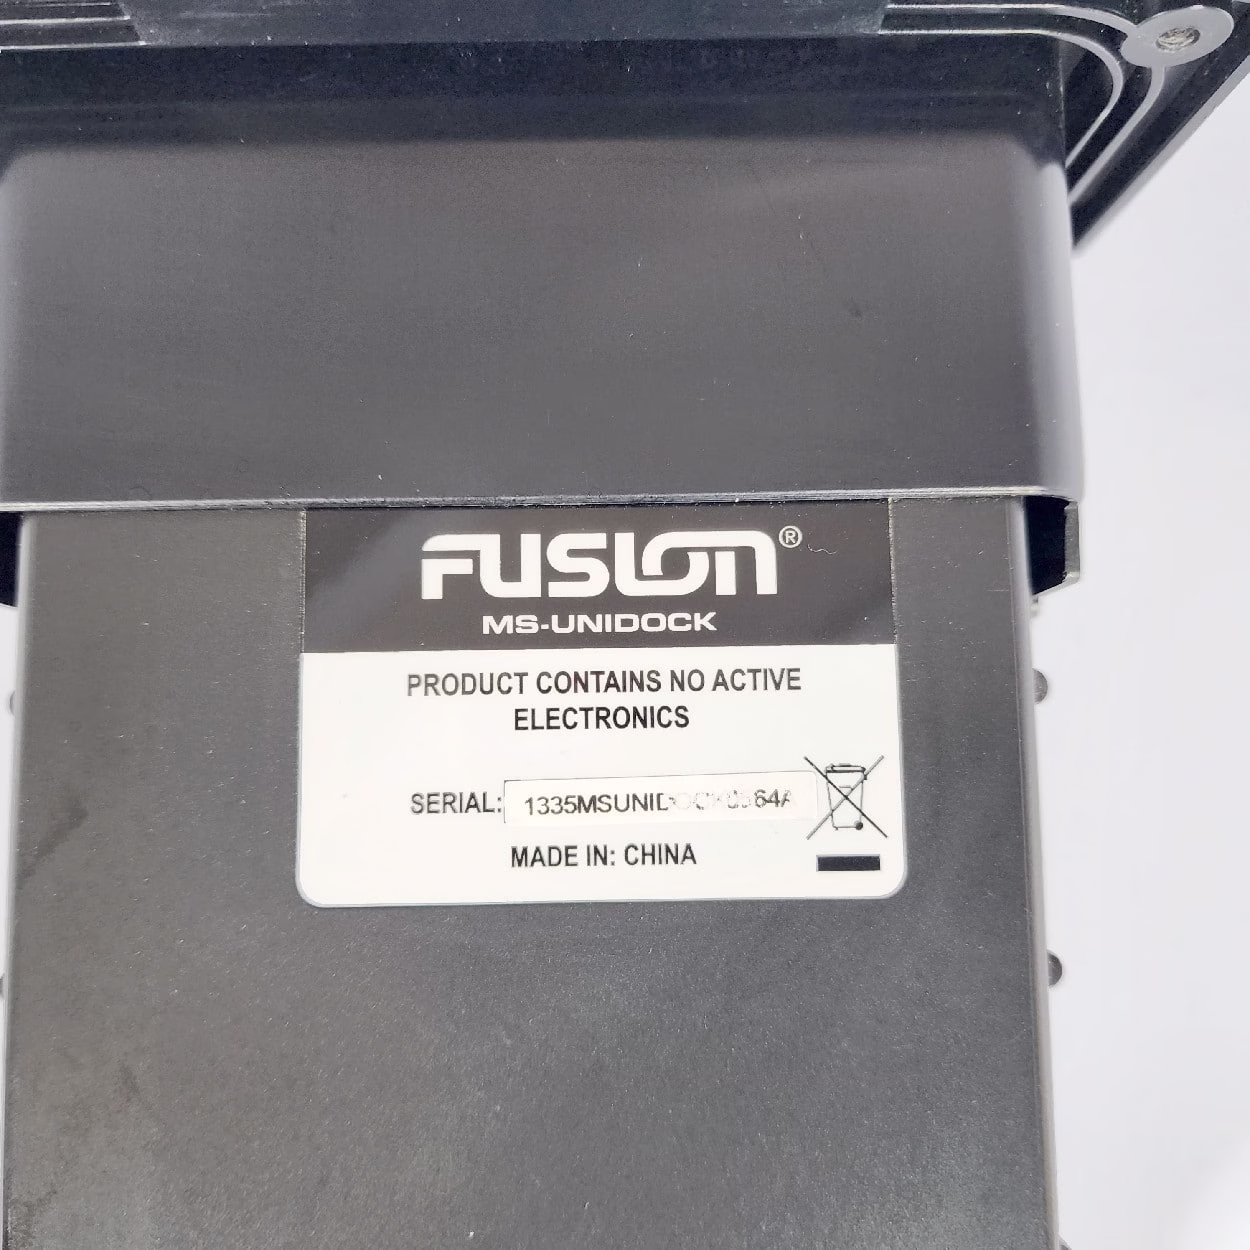 FUSION®
MS-UNIDOCK
PRODUCT CONTAINS NO ACTIVE
ELECTRONICS
SERIAL:
MADE IN: CHINA